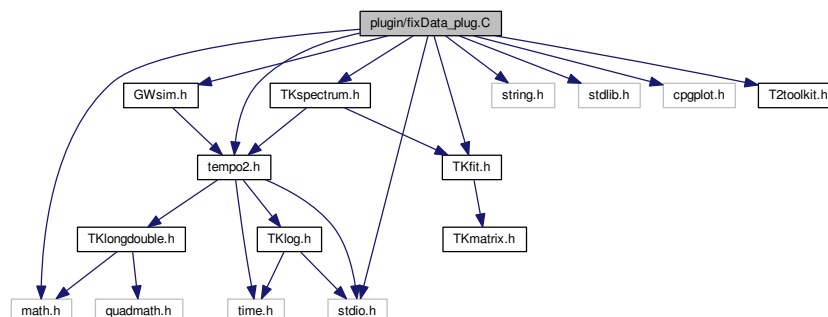 plugin/fixData_plug.C
GWsim.h
TKspectrum.h
string.h
stdlib.h
cpgplot.h
T2toolkit.h
tempo2.h
TKfit.h
TKlongdouble.h
TKlog.h
TKmatrix.h
math.h
quadmath.h
time.h
stdio.h